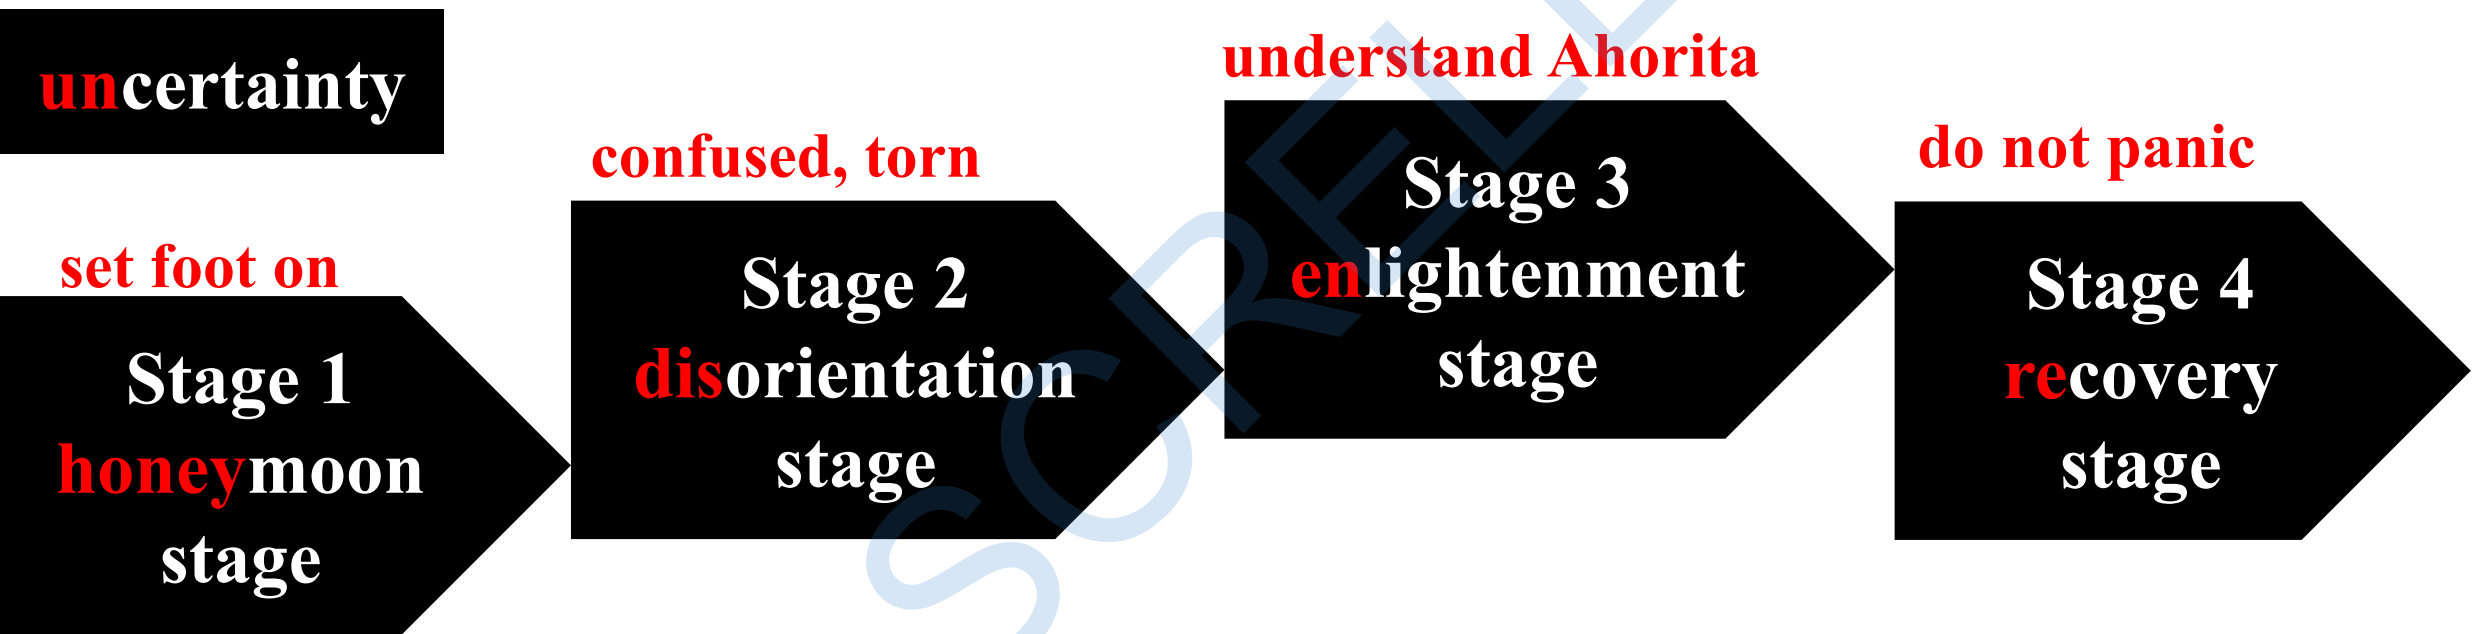 uncertainty
set foot on
Stage 1
honeymoon
stage
confused, torn
Stage 2
disorientation
stage
understand Ahorita
Stage 3
enlightenment
stage
do not panic
Stage 4
recovery
stage